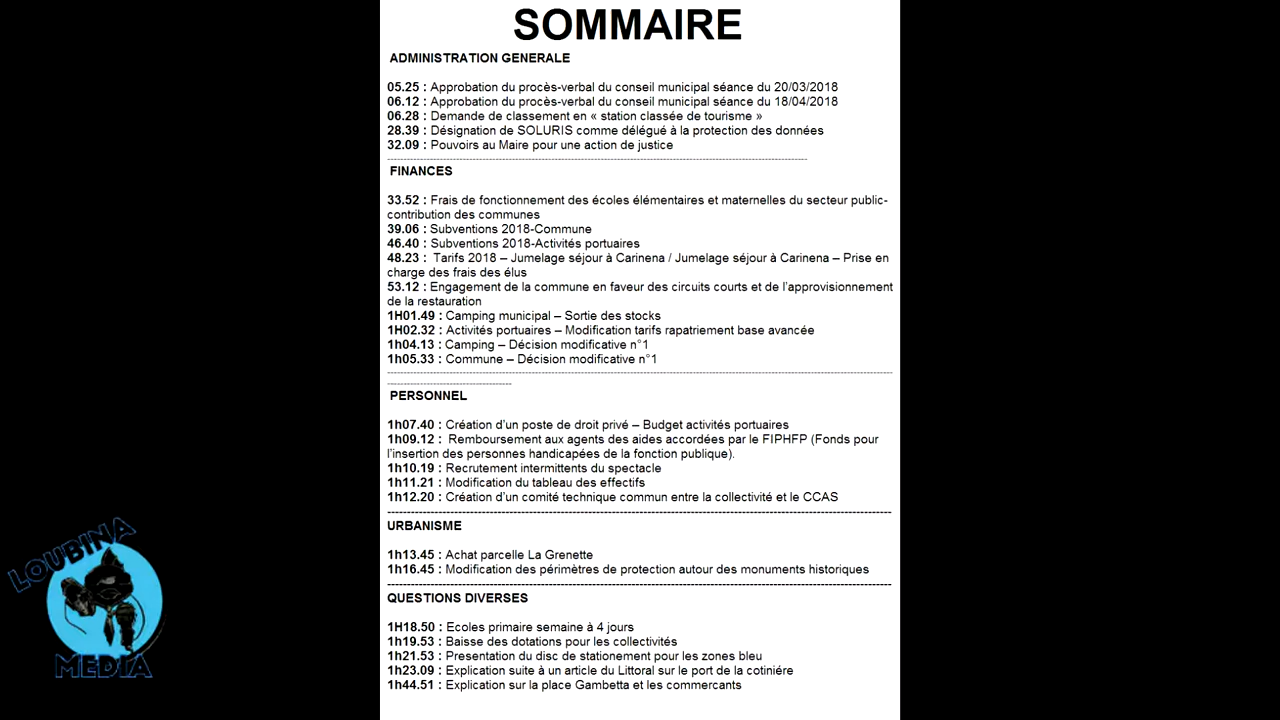 SOMMAIRE
ADMINISTRATION GENERALE
05.25 : Approbation du procès-verbal du conseil municipal séance du 20/03/2018
06.12 : Approbation du procès-verbal du conseil municipal séance du 18/04/2018
06.28 : Demande de classement en « station classée de tourisme »
28.39 : Désignation de SOLURIS comme délégué à la protection des données
32.09 : Pouvoirs au Maire pour une action de justice
FINANCES
33.52 : Frais de fonctionnement des écoles élémentaires et maternelles du secteur public-
contribution des communes
39.06 : Subventions 2018-Commune
46.40 : Subventions 2018-Activités portuaires
48.23 : Tarifs 2018 – Jumelage séjour à Carinena / Jumelage séjour à Carinena – Prise en
charge des frais des élus
53.12 : Engagement de la commune en faveur des circuits courts et de l'approvisionnement
de la restauration
1H01.49 : Camping municipal – Sortie des stocks
1H02.32 : Activités portuaires – Modification tarifs rapatriement base avancée
1h04.13 : Camping – Décision modificative n°1
1h05.33 : Commune – Décision modificative n°1
PERSONNEL
1h07.40 : Création d'un poste de droit privé – Budget activités portuaires
1h09.12 : Remboursement aux agents des aides accordées par le FIPHFP (Fonds pour
l'insertion des personnes handicapées de la fonction publique).
1h10.19 : Recrutement intermittents du spectacle
1h11.21 : Modification du tableau des effectifs
1h12.20 : Création d'un comité technique commun entre la collectivité et le CCAS
URBANISME
1h13.45 : Achat parcelle La Grenette
1h16.45 : Modification des périmètres de protection autour des monuments historiques
QUESTIONS DIVERSES
1H18.50 : Ecoles primaire semaine à 4 jours
1h19.53 : Baisse des dotations pour les collectivités
1h21.53 : Presentation du disc de stationement pour les zones bleu
1h23.09 : Explication suite à un article du Littoral sur le port de la cotiniére
1h44.51 : Explication sur la place Gambetta et les commercants
LOUBINA
MEDIA